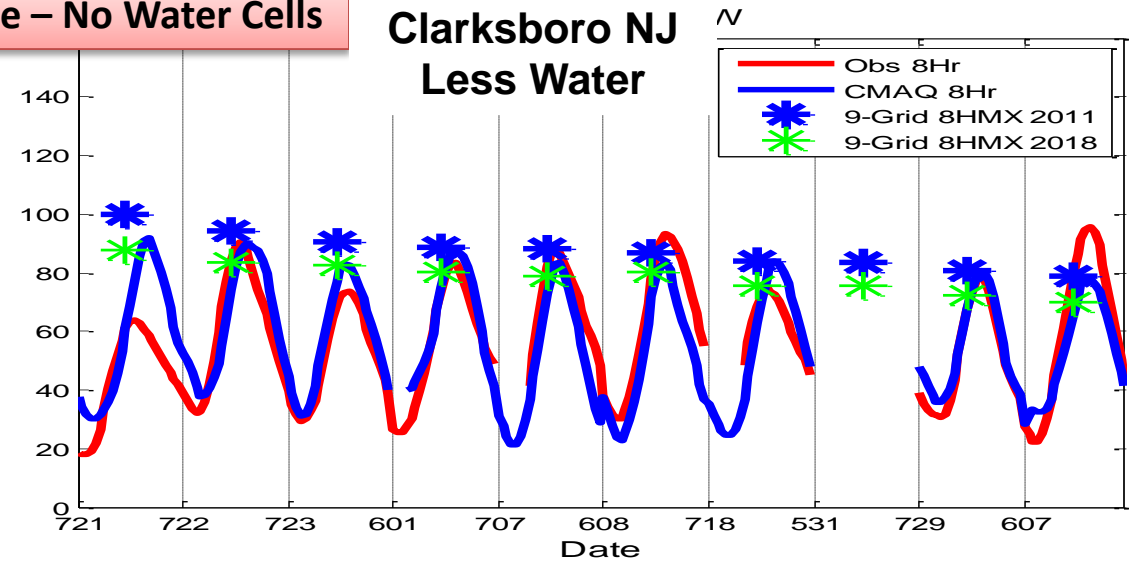 e – No Water Cells
Clarksboro NJ
Less Water
Obs 8Hr
CMAQ 8Hr
9-Grid 8HMX 2011
9-Grid 8HMX 2018
140
120
100
80
60
40
20
0
721 722 723 601 707 608 718 531 729 607
Date